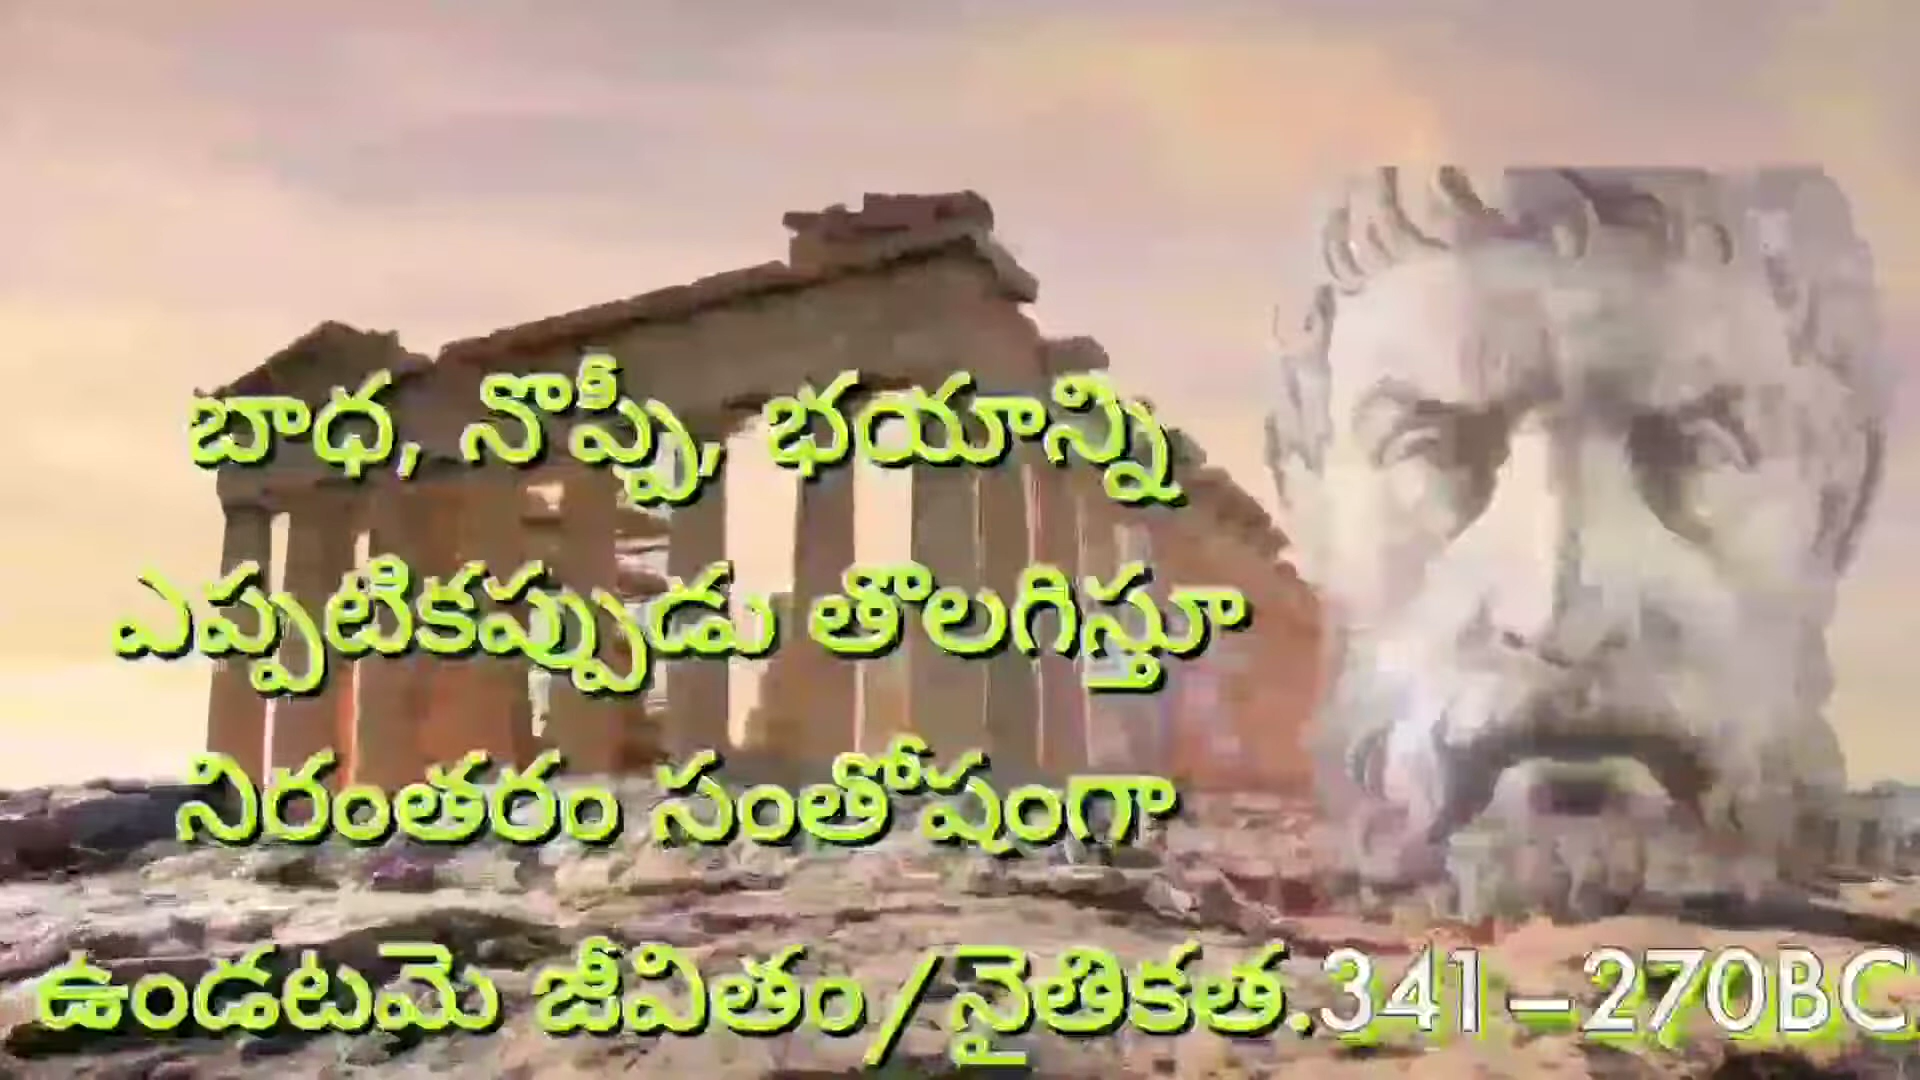 బాధ, నొప్పీ, భయాన్ని
ఎప్పటికప్పుడు తొలగిస్తూ
నిరంతరం సంతోషంగా
ఉండటమె జీవితం/నైతికత.341-270BC